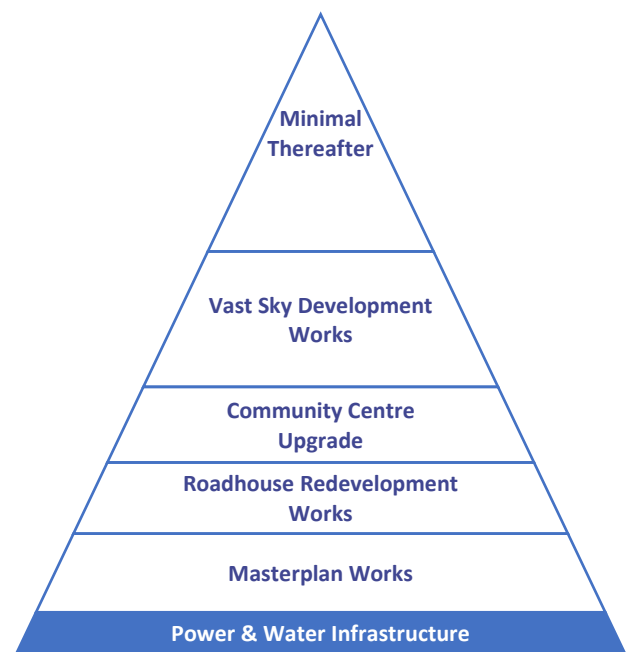 Minimal
Thereafter
Vast Sky Development
Works
Community Centre
Upgrade
Roadhouse Redevelopment
Works
Masterplan Works
Power & Water Infrastructure